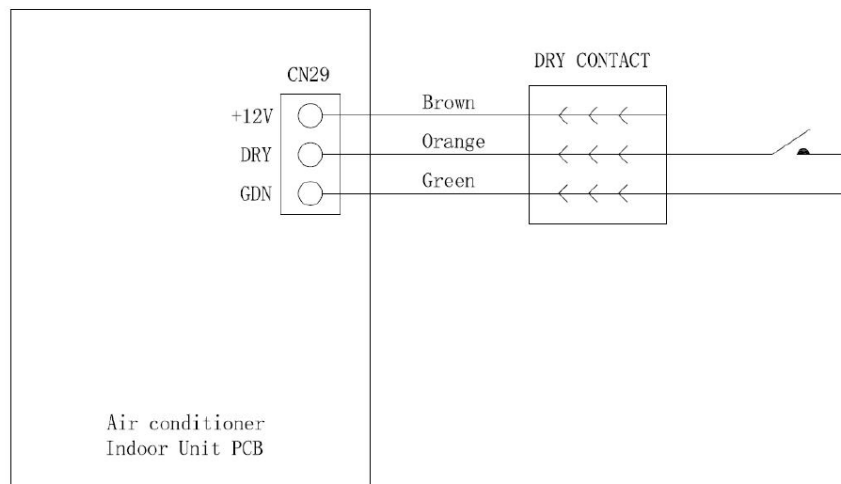 DRY CONTACT
CN29
+12V
Brown
DRY
Orange
GDN
Green
Air conditioner
Indoor Unit PCB